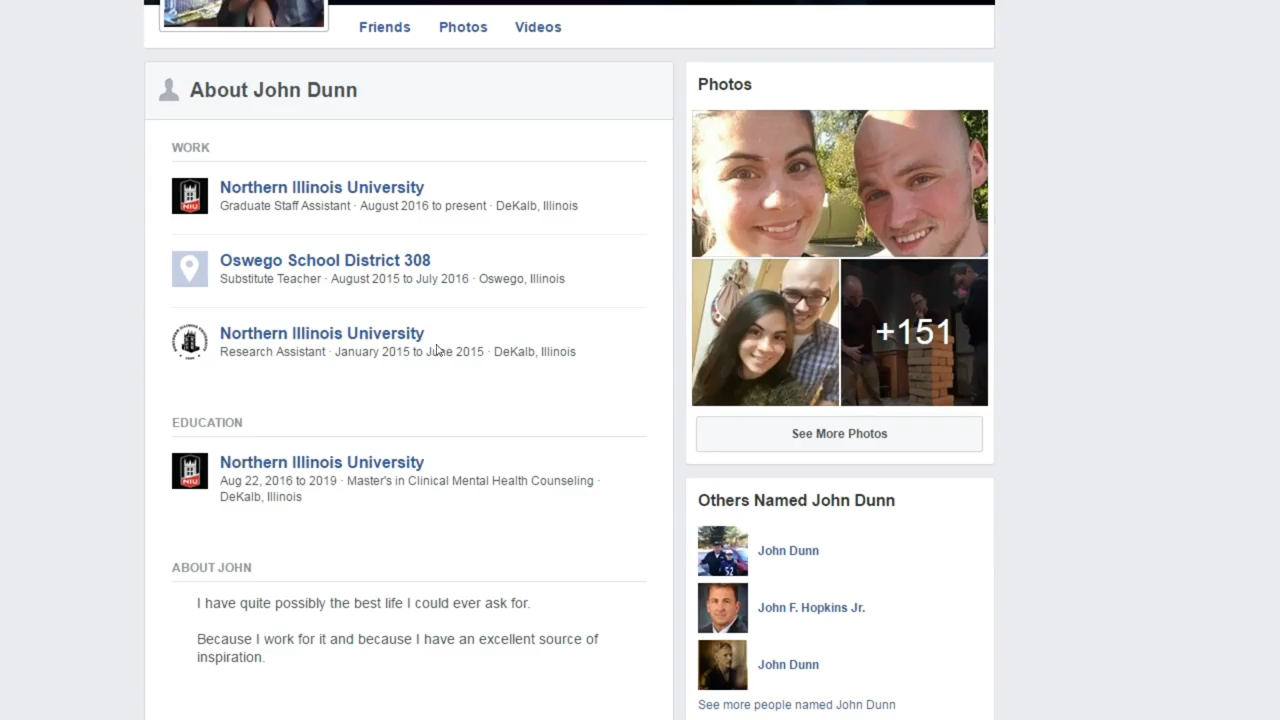 Friends Photos Videos
About John Dunn
WORK
Northern Illinois University
Graduate Staff Assistant · August 2016 to present · DeKalb, Illinois
Oswego School District 308
Substitute Teacher · August 2015 to July 2016 · Oswego, Illinois
Northern Illinois University
Research Assistant · January 2015 to June 2015 · DeKalb, Illinois
EDUCATION
NIU
Northern Illinois University
Aug 22, 2016 to 2019 · Master's in Clinical Mental Health Counseling ·
DeKalb, Illinois
ABOUT JOHN
I have quite possibly the best life I could ever ask for.
Because I work for it and because I have an excellent source of
inspiration.
Photos
+151
See More Photos
Others Named John Dunn
John Dunn
John F. Hopkins Jr.
John Dunn
See more people named John Dunn